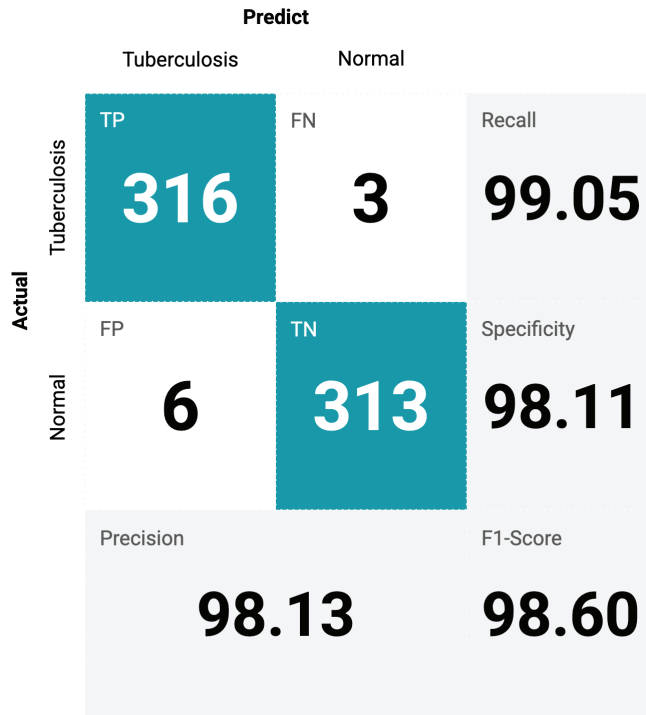 Predict
Tuberculosis Normal
Actual
Tuberculosis
TP FN Recall
316 3 99.05
Normal
FP TN Specificity
6 313 98.11
Precision F1-Score
98.13 98.60